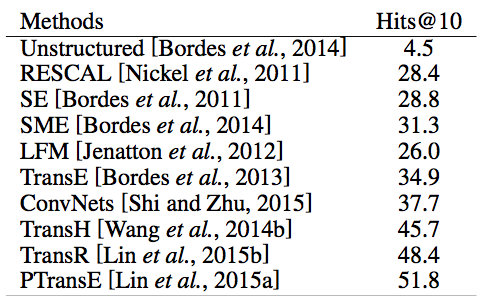 Methods Hits@10
Unstructured [Bordes et al., 2014] 4.5
RESCAL [Nickel et al., 2011] 28.4
SE [Bordes et al., 2011] 28.8
SME [Bordes et al., 2014] 31.3
LFM [Jenatton et al., 2012] 26.0
TransE [Bordes et al., 2013] 34.9
ConvNets [Shi and Zhu, 2015] 37.7
TransH [Wang et al., 2014b] 45.7
TransR [Lin et al., 2015b] 48.4
PTransE [Lin et al., 2015a] 51.8